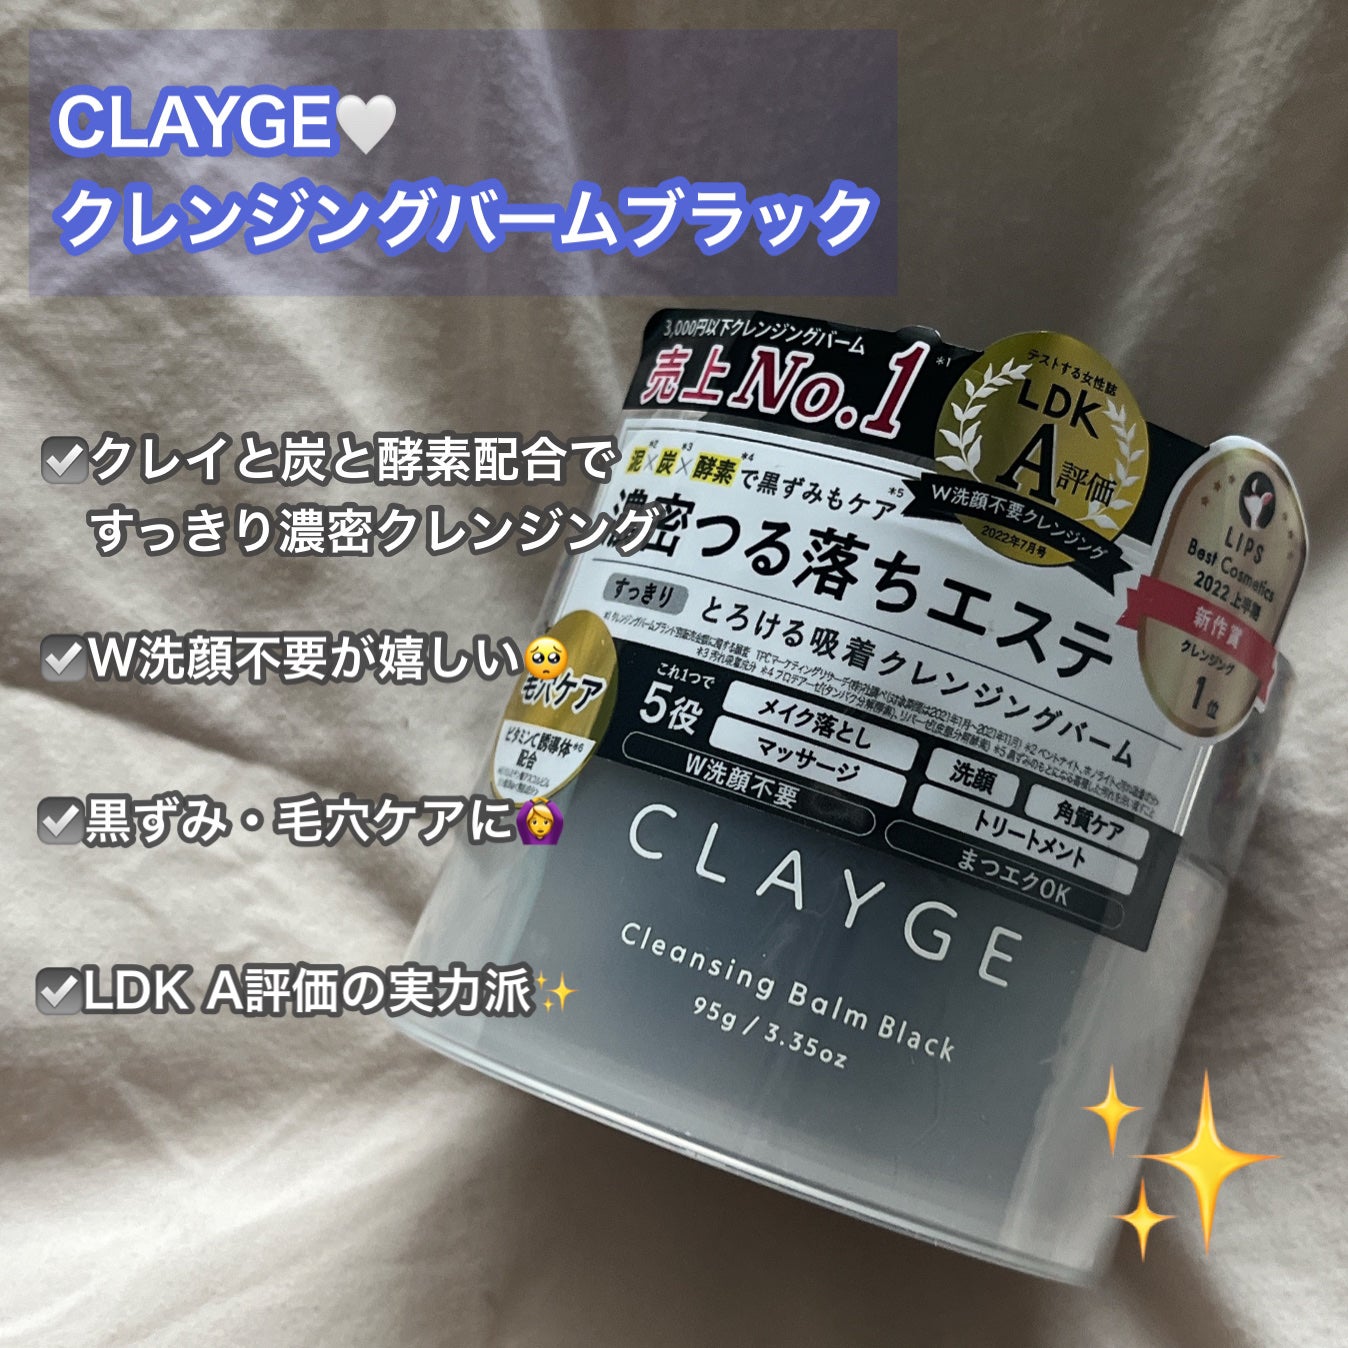 CLAYGE🤍
クレンジングバームブラック
☑クレイと炭と酵素配合で
すっきり濃密クレンジング
☑W洗顔不要が嬉しい🥺
☑黒ずみ・毛穴ケアに🙆‍♀️
☑LDK A評価の実力派✨
3,000円以下クレンジングバーム
売上No.1*1
テストする女性誌
LDK
A評価
W洗顔不要クレンジング
2022年7月号
LIPS
Best Cosmetics
2022上半期
新作賞
クレンジング
1位
泥×炭×酵素で黒ずみもケア*5
濃密つる落ちエステ
すっきり とろける吸着クレンジングバーム
毛穴ケア
ビタミンC誘導体*6
配合
これ1つで
5役
メイク落とし
洗顔
角質ケア
マッサージ
トリートメント
W洗顔不要
まつエクOK
CLAYGE
Cleansing Balm Black
95g / 3.35oz